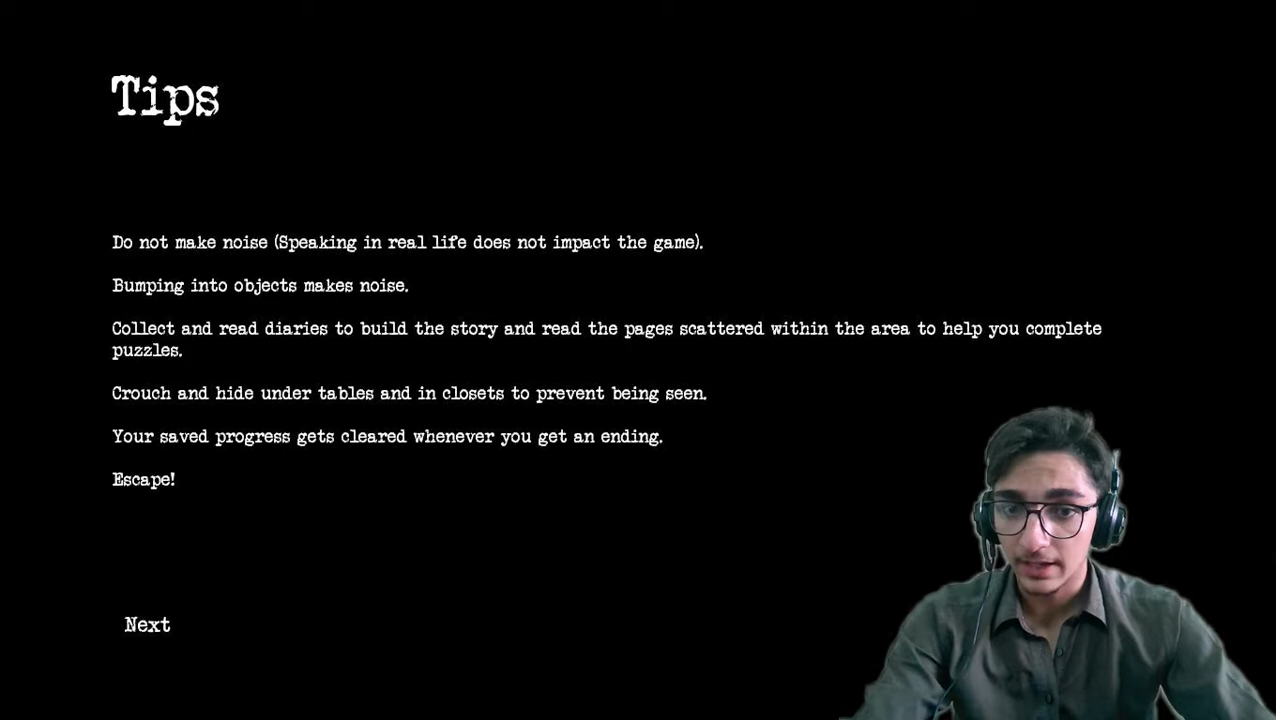 Tips
Do not make noise (Speaking in real life does not impact the game).
Bumping into objects makes noise.
Collect and read diaries to build the story and read the pages scattered within the area to help you complete
puzzles.
Crouch and hide under tables and in closets to prevent being seen.
Your saved progress gets cleared whenever you get an ending.
Escape!
Next